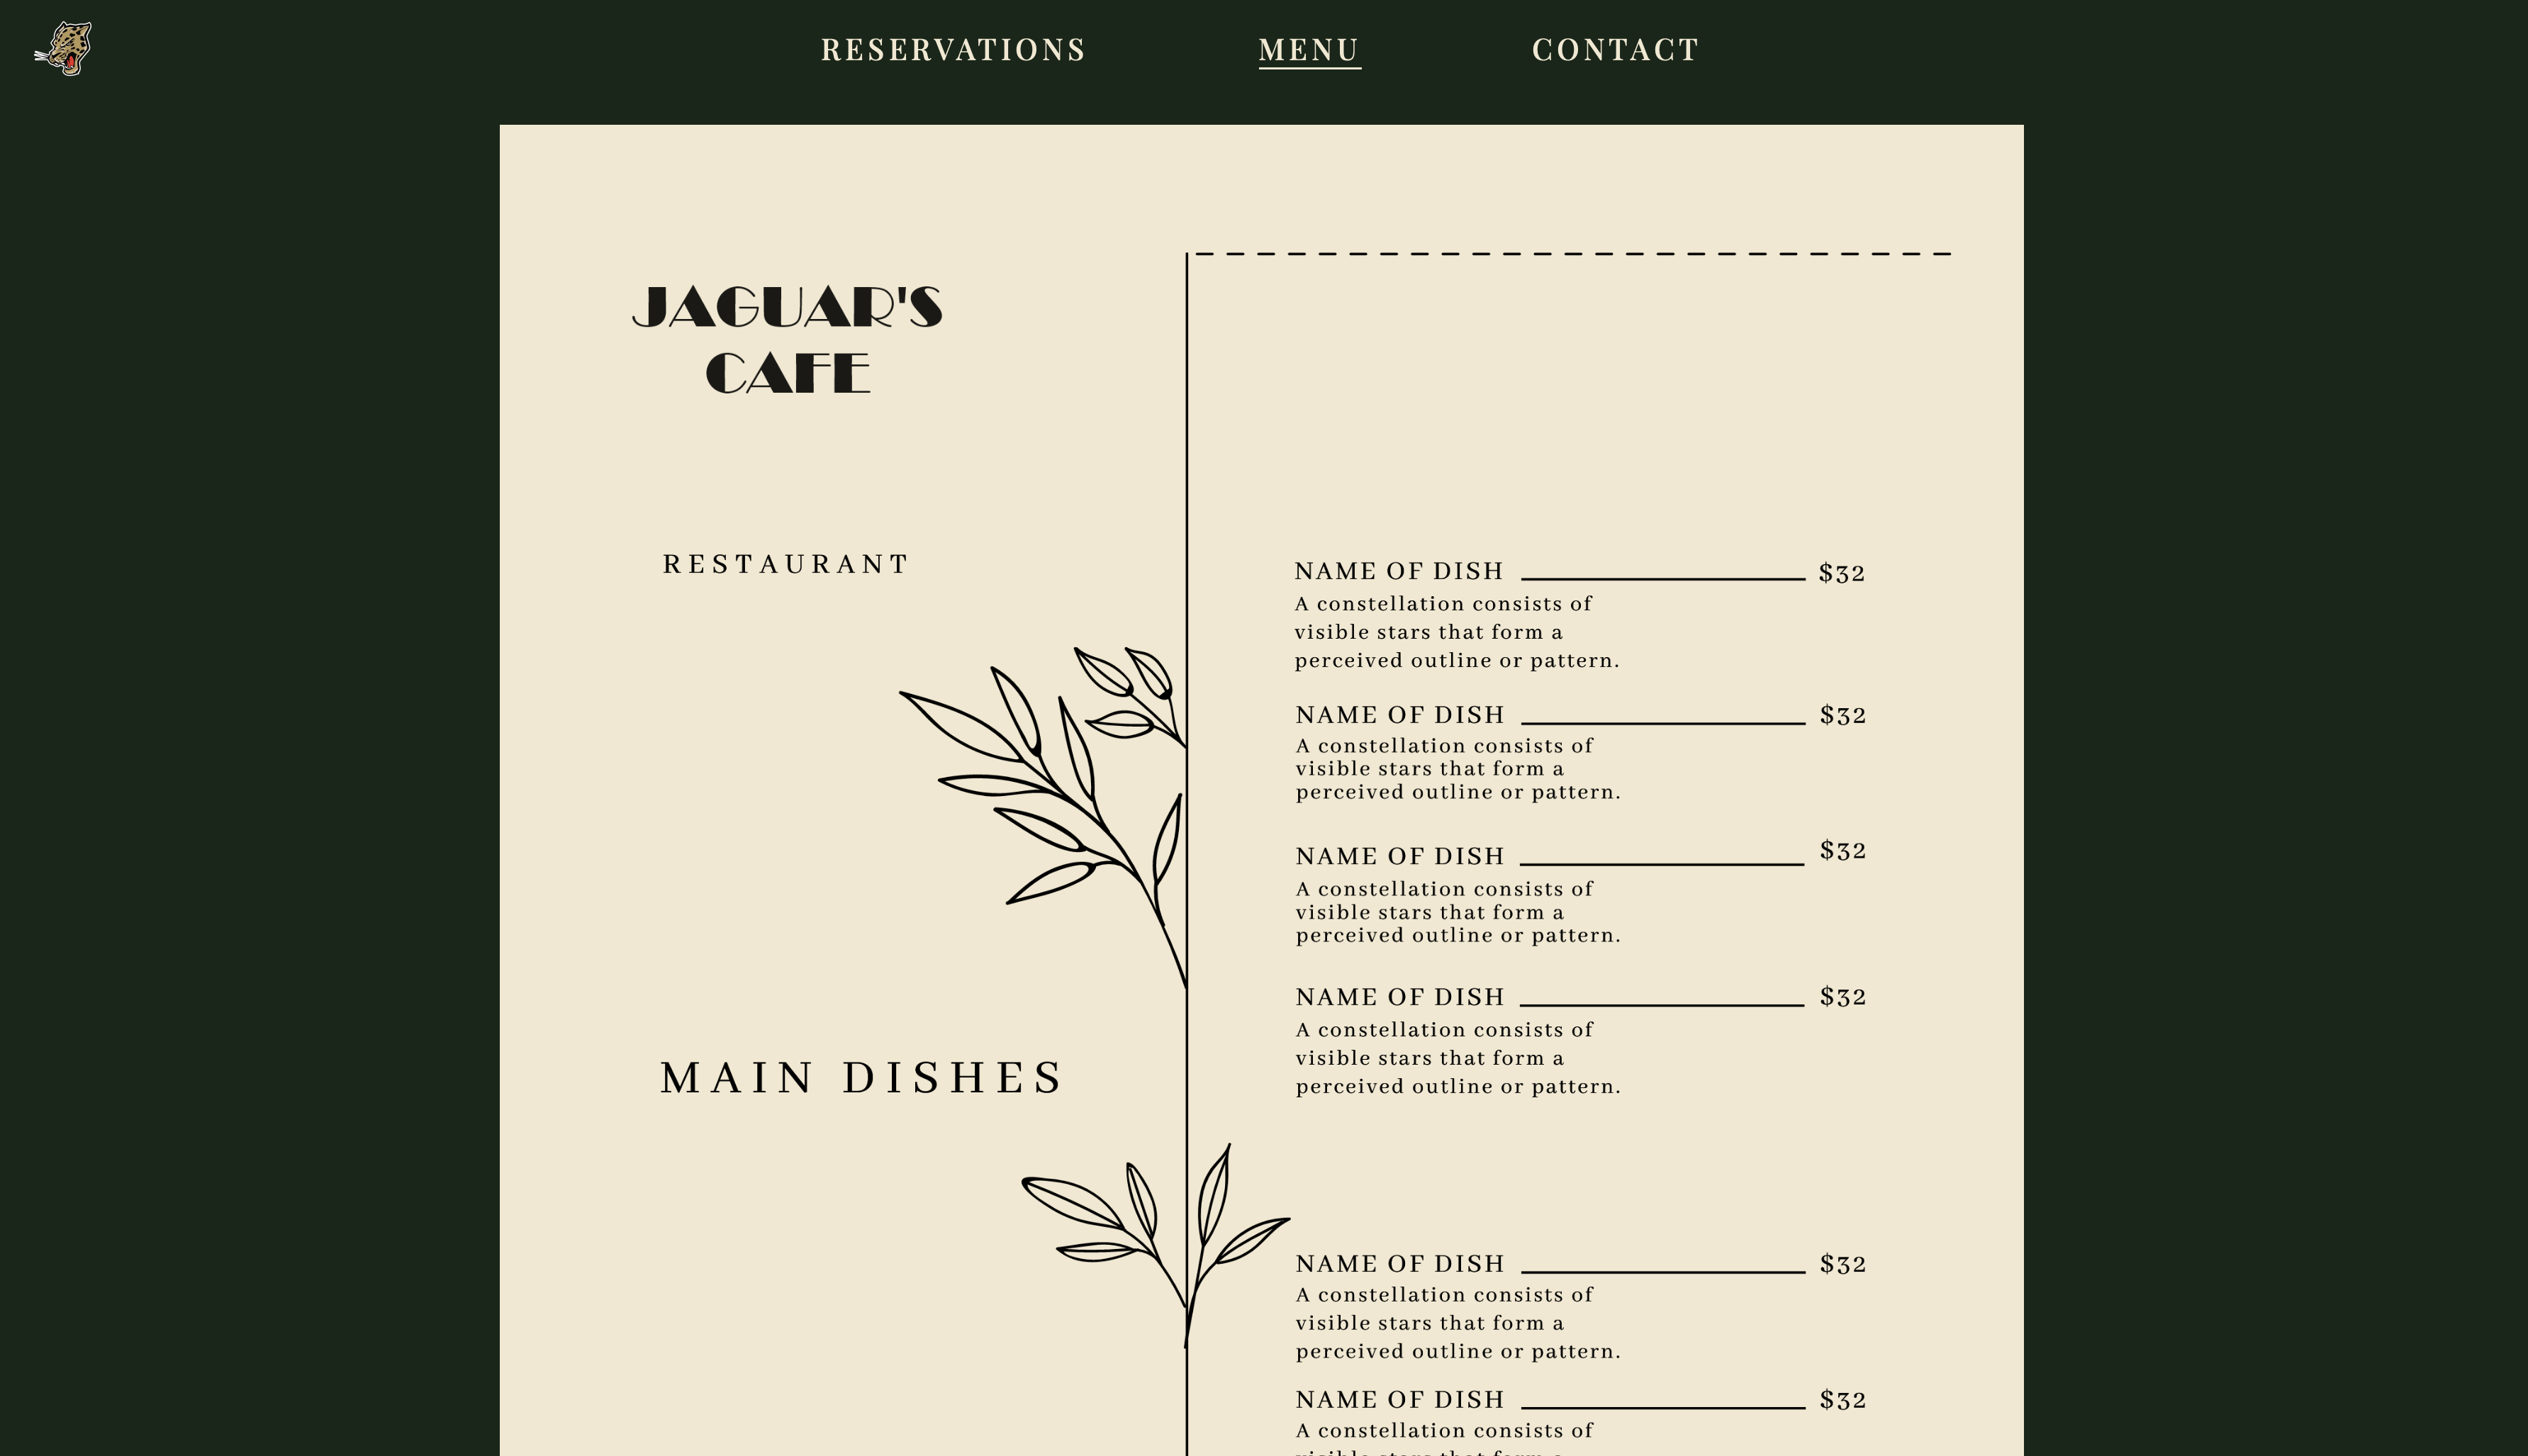 RESERVATIONS
MENU
CONTACT
JAGUAR'S
CAFE
RESTAURANT
NAME OF DISH $32
A constellation consists of
visible stars that form a
perceived outline or pattern.
NAME OF DISH $32
A constellation consists of
visible stars that form a
perceived outline or pattern.
NAME OF DISH $32
A constellation consists of
visible stars that form a
perceived outline or pattern.
NAME OF DISH $32
A constellation consists of
visible stars that form a
perceived outline or pattern.
MAIN DISHES
NAME OF DISH $32
A constellation consists of
visible stars that form a
perceived outline or pattern.
NAME OF DISH $32
A constellation consists of